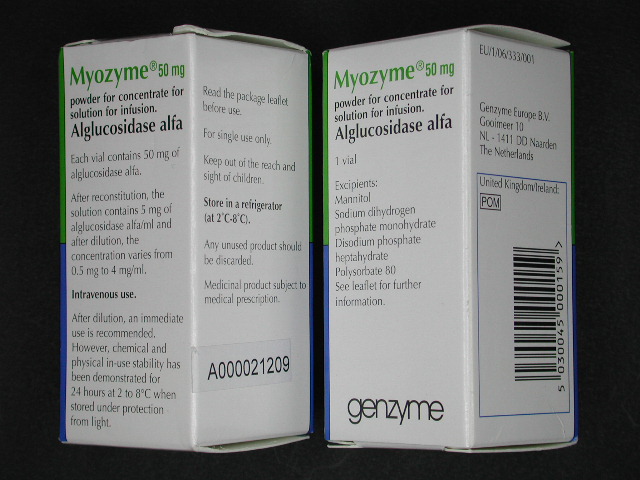 Myozyme® 50 mg
powder for concentrate for
solution for infusion.
Alglucosidase alfa
Each vial contains 50 mg of
alglucosidase alfa.
After reconstitution, the
solution contains 5 mg of
alglucosidase alfa/ml and
after dilution, the
concentration varies from
0.5 mg to 4 mg/ml.
Intravenous use.
After dilution, an immediate
use is recommended.
However, chemical and
physical in-use stability has
been demonstrated for
24 hours at 2 to 8°C when
stored under protection
from light.
Read the package leaflet
before use.
For single use only.
Keep out of the reach and
sight of children.
Store in a refrigerator
(at 2°C-8°C).
Any unused product should
be discarded.
Medicinal product subject to
medical prescription.
A000021209
Myozyme® 50 mg
powder for concentrate for
solution for infusion.
Alglucosidase alfa
1 vial
Excipients:
Mannitol
Sodium dihydrogen
phosphate monohydrate
Disodium phosphate
heptahydrate
Polysorbate 80
See leaflet for further
information.
genzyme
EU/1/06/333/001
Genzyme Europe B.V.
Gooimeer 10
NL - 1411 DD Naarden
The Netherlands
United Kingdom/Ireland:
POM
5 030045 000159 >